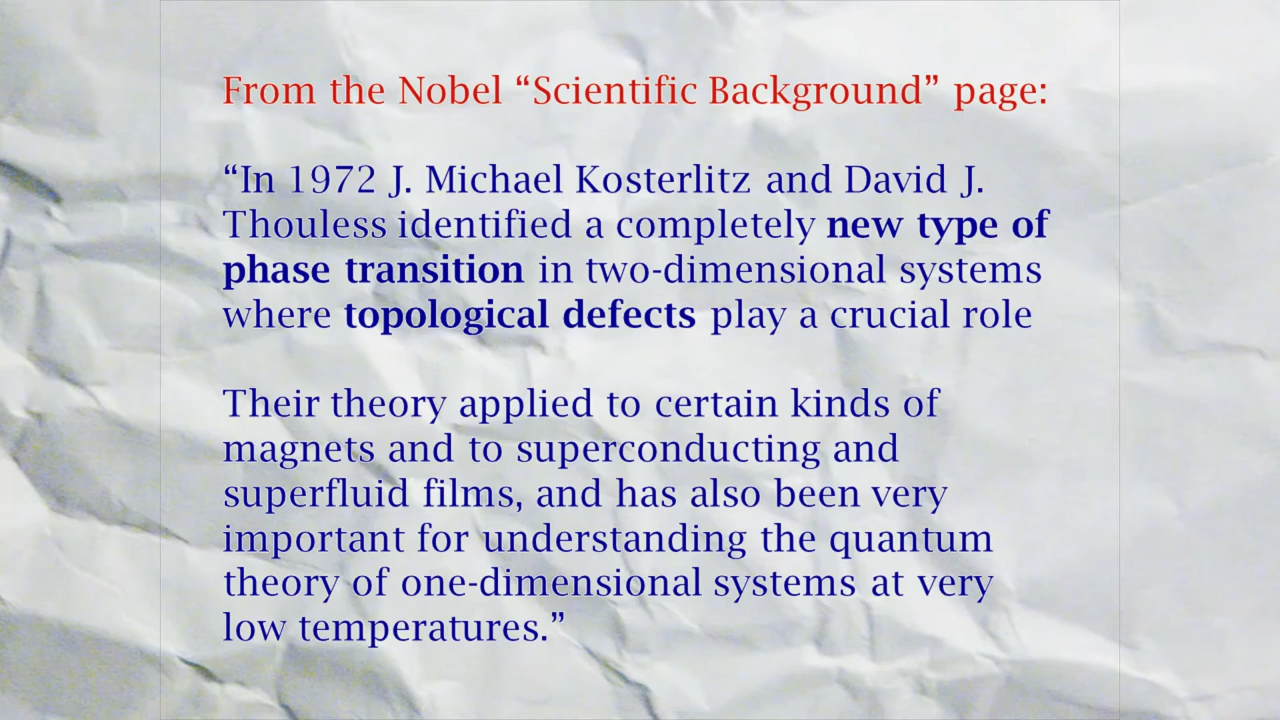 From the Nobel “Scientific Background” page:
“In 1972 J. Michael Kosterlitz and David J.
Thouless identified a completely new type of
phase transition in two-dimensional systems
where topological defects play a crucial role
Their theory applied to certain kinds of
magnets and to superconducting and
superfluid films, and has also been very
important for understanding the quantum
theory of one-dimensional systems at very
low temperatures.”